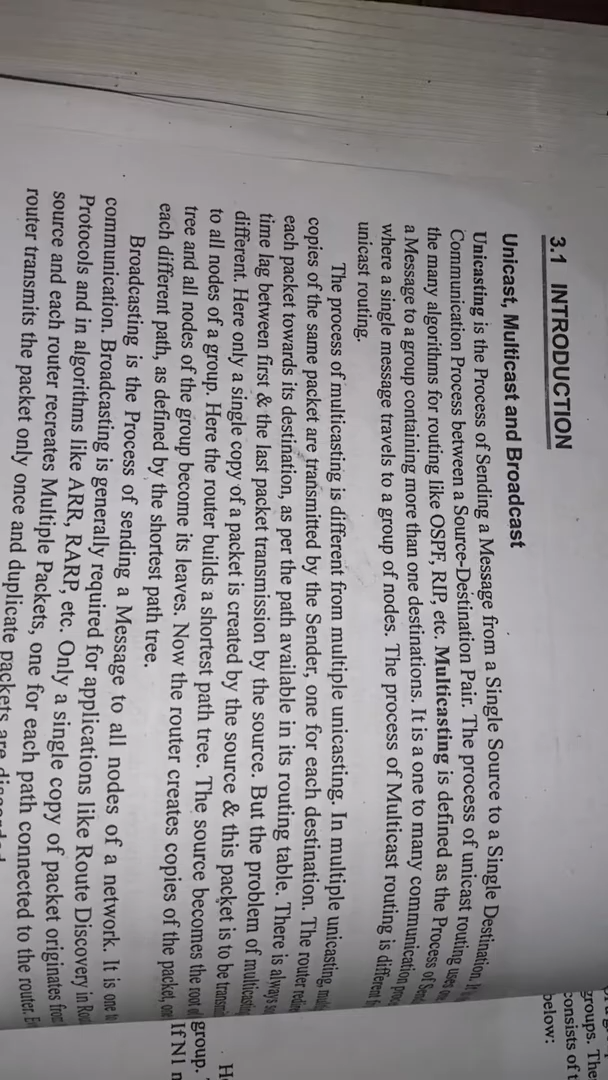 3.1 INTRODUCTION
Unicast, Multicast and Broadcast
Unicasting is the Process of Sending a Message from a Single Source to a Single Destination.
Communication Process between a Source-Destination Pair. The process of unicast routing uses
the many algorithms for routing like OSPF, RIP, etc. Multicasting is defined as the Process of
a Message to a group containing more than one destinations. It is a one to many communication
where a single message travels to a group of nodes. The process of Multicast routing is different
unicast routing.
The process of multicasting is different from multiple unicasting. In multiple unicasting,
copies of the same packet are transmitted by the Sender, one for each destination. The router
each packet towards its destination, as per the path available in its routing table. There is always
time lag between first & the last packet transmission by the source. But the problem of multicasting
different. Here only a single copy of a packet is created by the source & this packet is to be
to all nodes of a group. Here the router builds a shortest path tree. The source becomes the root of
tree and all nodes of the group become its leaves. Now the router creates copies of the packet,
each different path, as defined by the shortest path tree.
Broadcasting is the Process of sending a Message to all nodes of a network. It is one
communication. Broadcasting is generally required for applications like Route Discovery in
Protocols and in algorithms like ARR, RARP, etc. Only a single copy of packet originates from
source and each router recreates Multiple Packets, one for each path connected to the router.
router transmits the packet only once and duplicate packets are
groups. The
consists of t
below:
group.
If N1